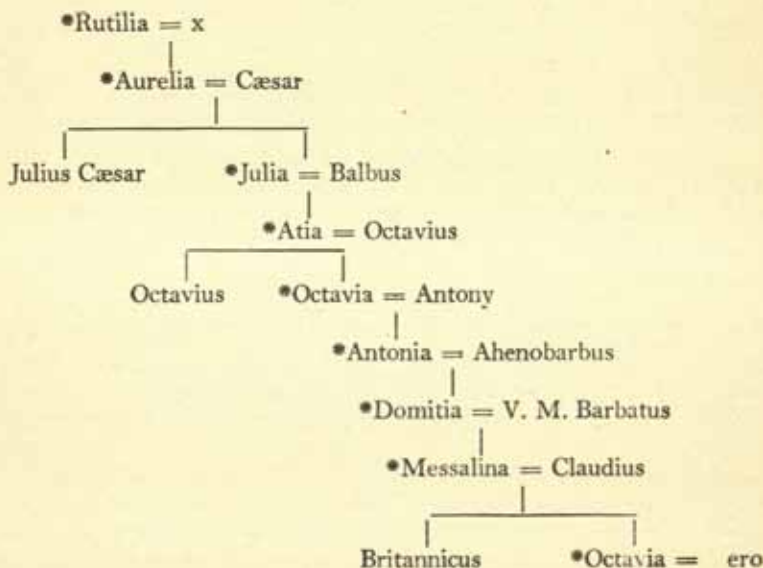 *Rutilia = x
*Aurelia = Cæsar
Julius Cæsar *Julia = Balbus
*Atia = Octavius
Octavius *Octavia = Antony
*Antonia = Ahenobarbus
*Domitia = V. M. Barbatus
*Messalina = Claudius
Britannicus *Octavia = ero